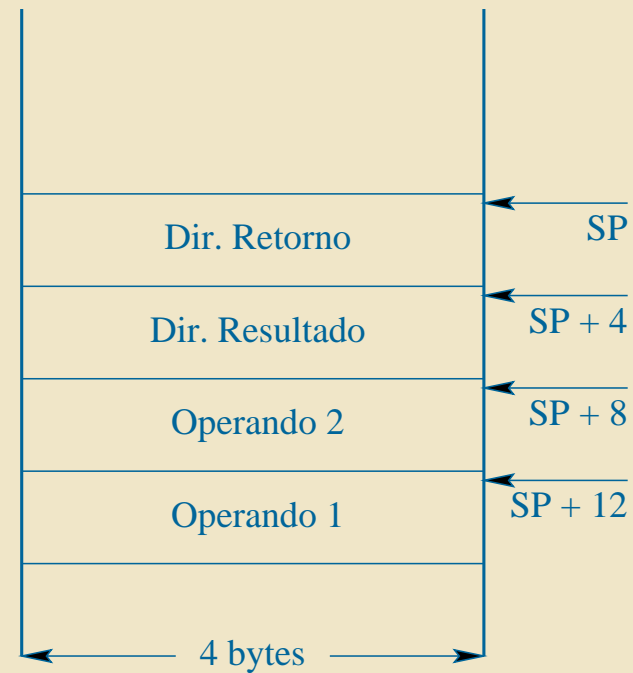 Dir. Retorno
SP
Dir. Resultado
SP + 4
Operando 2
SP + 8
Operando 1
SP + 12
4 bytes